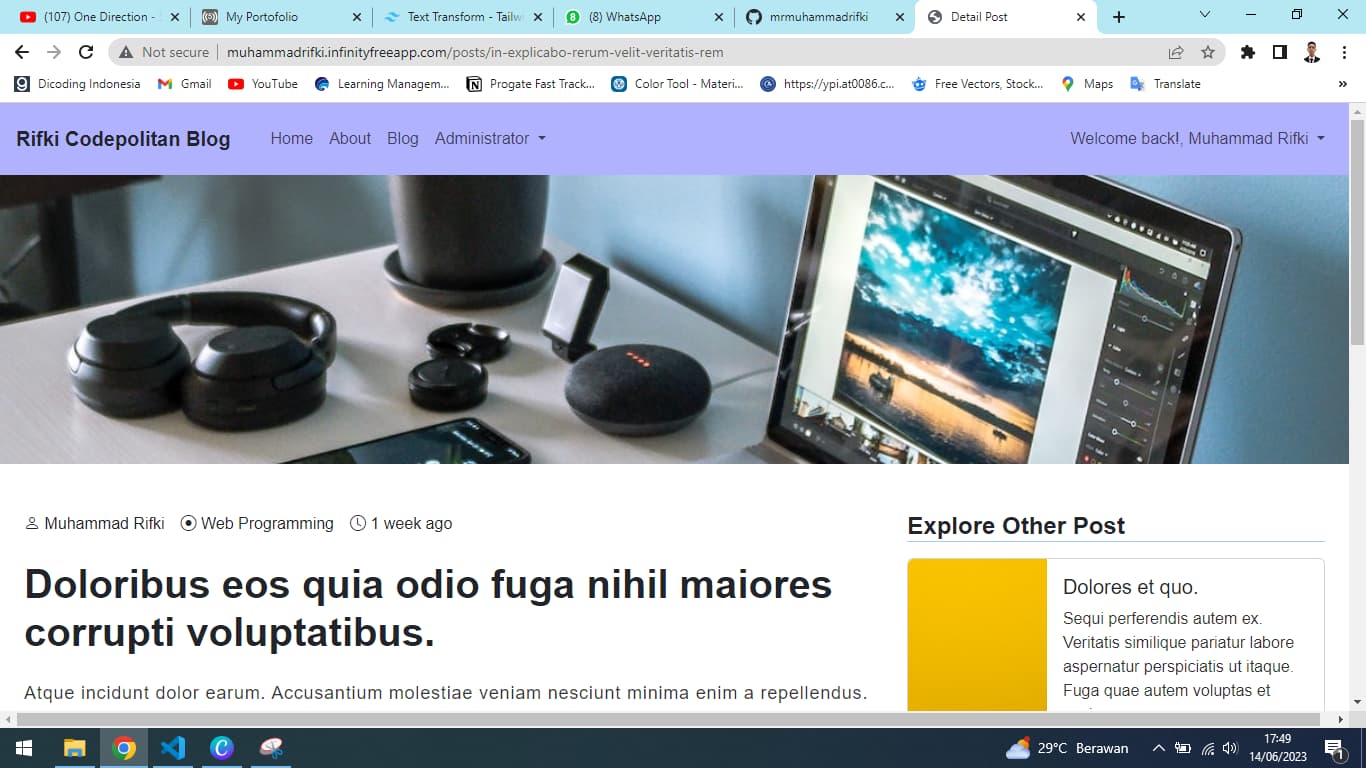 (107) One Direction -
My Portofolio
Text Transform - Tailw
(8) WhatsApp
mrmuhammadrifki
Detail Post
Not secure
muhammadrifki.infinityfreeapp.com/posts/in-explicabo-rerum-velit-veritatis-rem
Dicoding Indonesia
Gmail
YouTube
Learning Managem...
Progate Fast Track...
Color Tool - Materi...
https://ypi.at0086.c...
Free Vectors, Stock...
Maps
Translate
»
Rifki Codepolitan Blog
Home
About
Blog
Administrator
Welcome back!, Muhammad Rifki
Muhammad Rifki
Web Programming
1 week ago
Doloribus eos quia odio fuga nihil maiores
corrupti voluptatibus.
Atque incidunt dolor earum. Accusantium molestiae veniam nesciunt minima enim a repellendus.
Explore Other Post
Dolores et quo.
Sequi perferendis autem ex.
Veritatis similique pariatur labore
aspernatur perspiciatis ut itaque.
Fuga quae autem voluptas et
29°C Berawan
17:49
14/06/2023
1